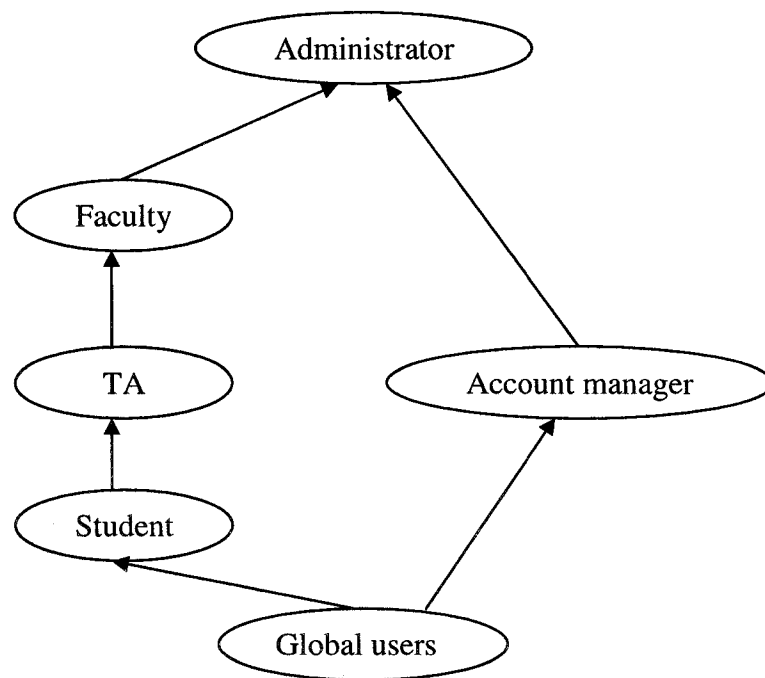 Administrator
Faculty
TA
Account manager
Student
Global users